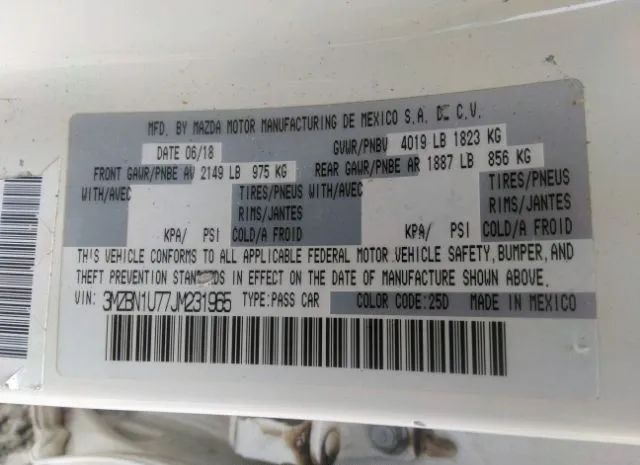 MFD. BY MAZDA MOTOR MANUFACTURING DE MEXICO S.A. DE C.V.
DATE 06/18 GVWR/PNBV 4019 LB 1823 KG
FRONT GAWR/PNBE AV 2149 LB 975 KG REAR GAWR/PNBE AR 1887 LB 856 KG
WITH/AVEC TIRES/PNEUS WITH/AVEC TIRES/PNEUS
RIMS/JANTES RIMS/JANTES
KPA/ PSI COLD/A FROID KPA/ PSI COLD/A FROID
THIS VEHICLE CONFORMS TO ALL APPLICABLE FEDERAL MOTOR VEHICLE SAFETY, BUMPER, AND
THEFT PREVENTION STANDARDS IN EFFECT ON THE DATE OF MANUFACTURE SHOWN ABOVE.
VIN: 3MZBN1U77JM231965 TYPE:PASS CAR COLOR CODE:25D MADE IN MEXICO